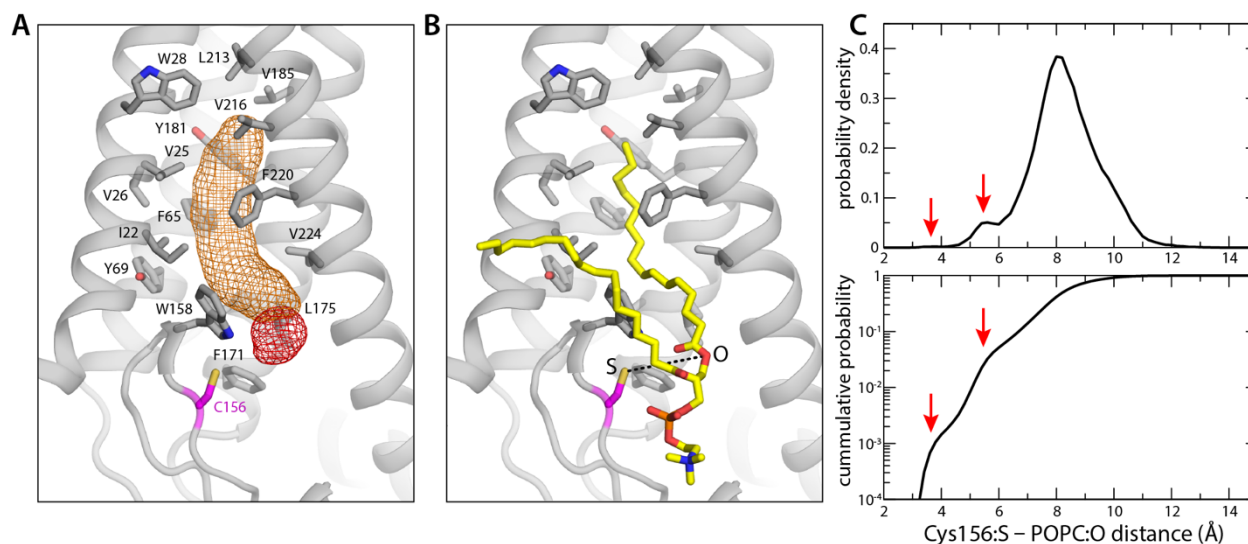 A
W28
L213
V185
V216
Y181
V25
F220
V26
F65
I22
V224
Y69
W158
L175
F171
C156
B
S
O
C
probability density
0.4
0.3
0.2
0.1
0
cummulative probability
1
10-1
10-2
10-3
10-4
2 4 6 8 10 12 14
Cys156:S – POPC:O distance (Å)